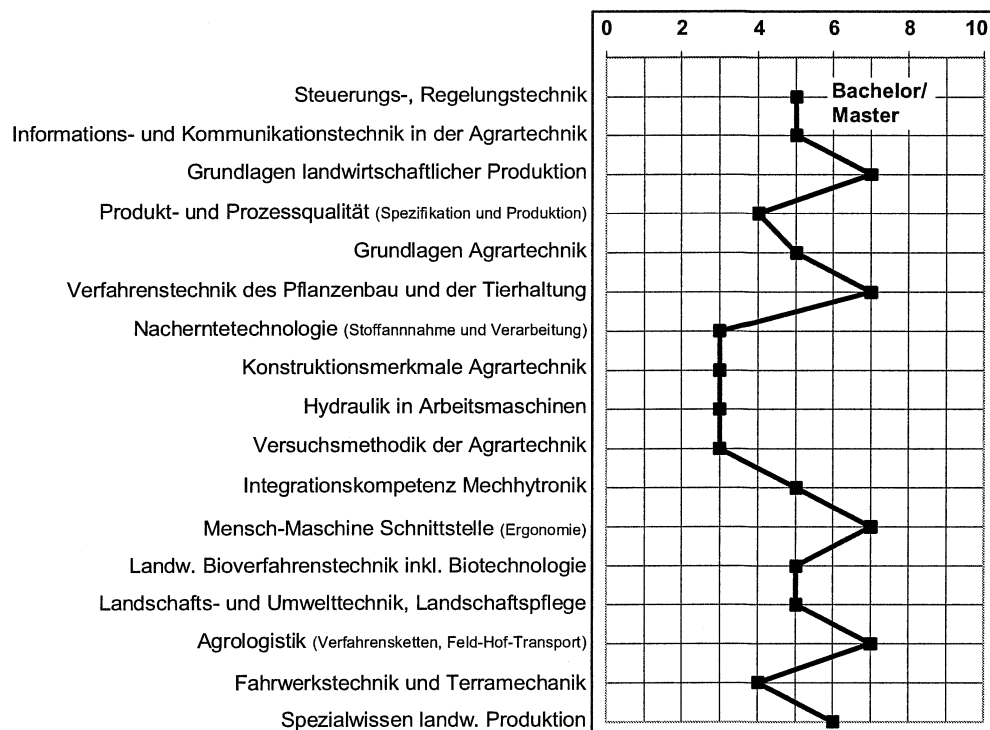 0 2 4 6 8 10
Bachelor/
Master
Steuerungs-, Regelungstechnik
Informations- und Kommunikationstechnik in der Agrartechnik
Grundlagen landwirtschaftlicher Produktion
Produkt- und Prozessqualität (Spezifikation und Produktion)
Grundlagen Agrartechnik
Verfahrenstechnik des Pflanzenbau und der Tierhaltung
Nacherntetechnologie (Stoffannnahme und Verarbeitung)
Konstruktionsmerkmale Agrartechnik
Hydraulik in Arbeitsmaschinen
Versuchsmethodik der Agrartechnik
Integrationskompetenz Mechhytronik
Mensch-Maschine Schnittstelle (Ergonomie)
Landw. Bioverfahrenstechnik inkl. Biotechnologie
Landschafts- und Umwelttechnik, Landschaftspflege
Agrologistik (Verfahrensketten, Feld-Hof-Transport)
Fahrwerkstechnik und Terramechanik
Spezialwissen landw. Produktion